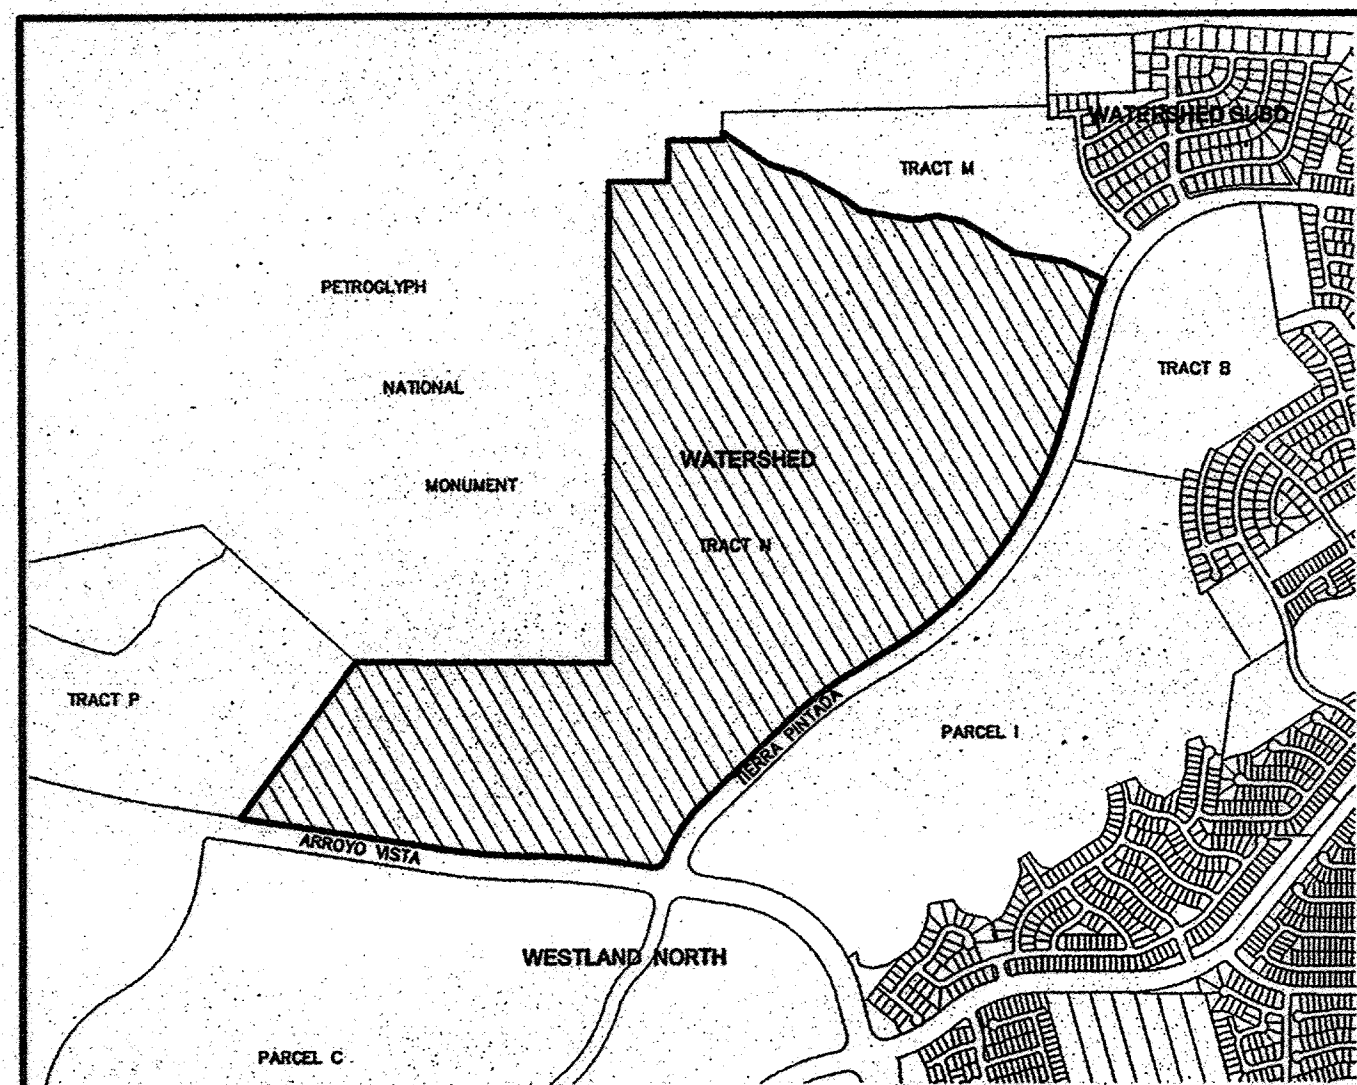 WATERSHED SUBD.
TRACT M
PETROGLYPH
TRACT B
NATIONAL
WATERSHED
MONUMENT
TRACT N
TRACT P
TIERRA PINTADA
PARCEL I
ARROYO VISTA
WESTLAND NORTH
PARCEL C